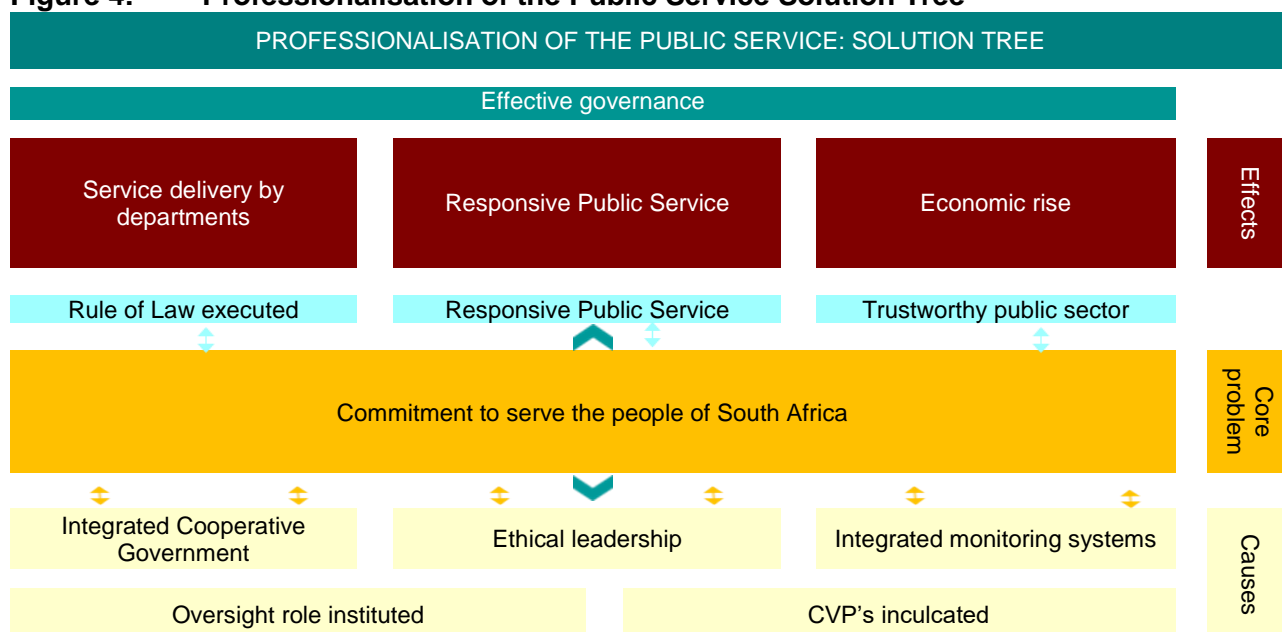 Figure 4. Professionalisation of the Public Service Solution Tree
PROFESSIONALISATION OF THE PUBLIC SERVICE: SOLUTION TREE
Effective governance
Service delivery by
departments
Responsive Public Service
Economic rise
Effects
Rule of Law executed
Responsive Public Service
Trustworthy public sector
Commitment to serve the people of South Africa
Core
problem
Integrated Cooperative
Government
Ethical leadership
Integrated monitoring systems
Causes
Oversight role instituted
CVP's inculcated